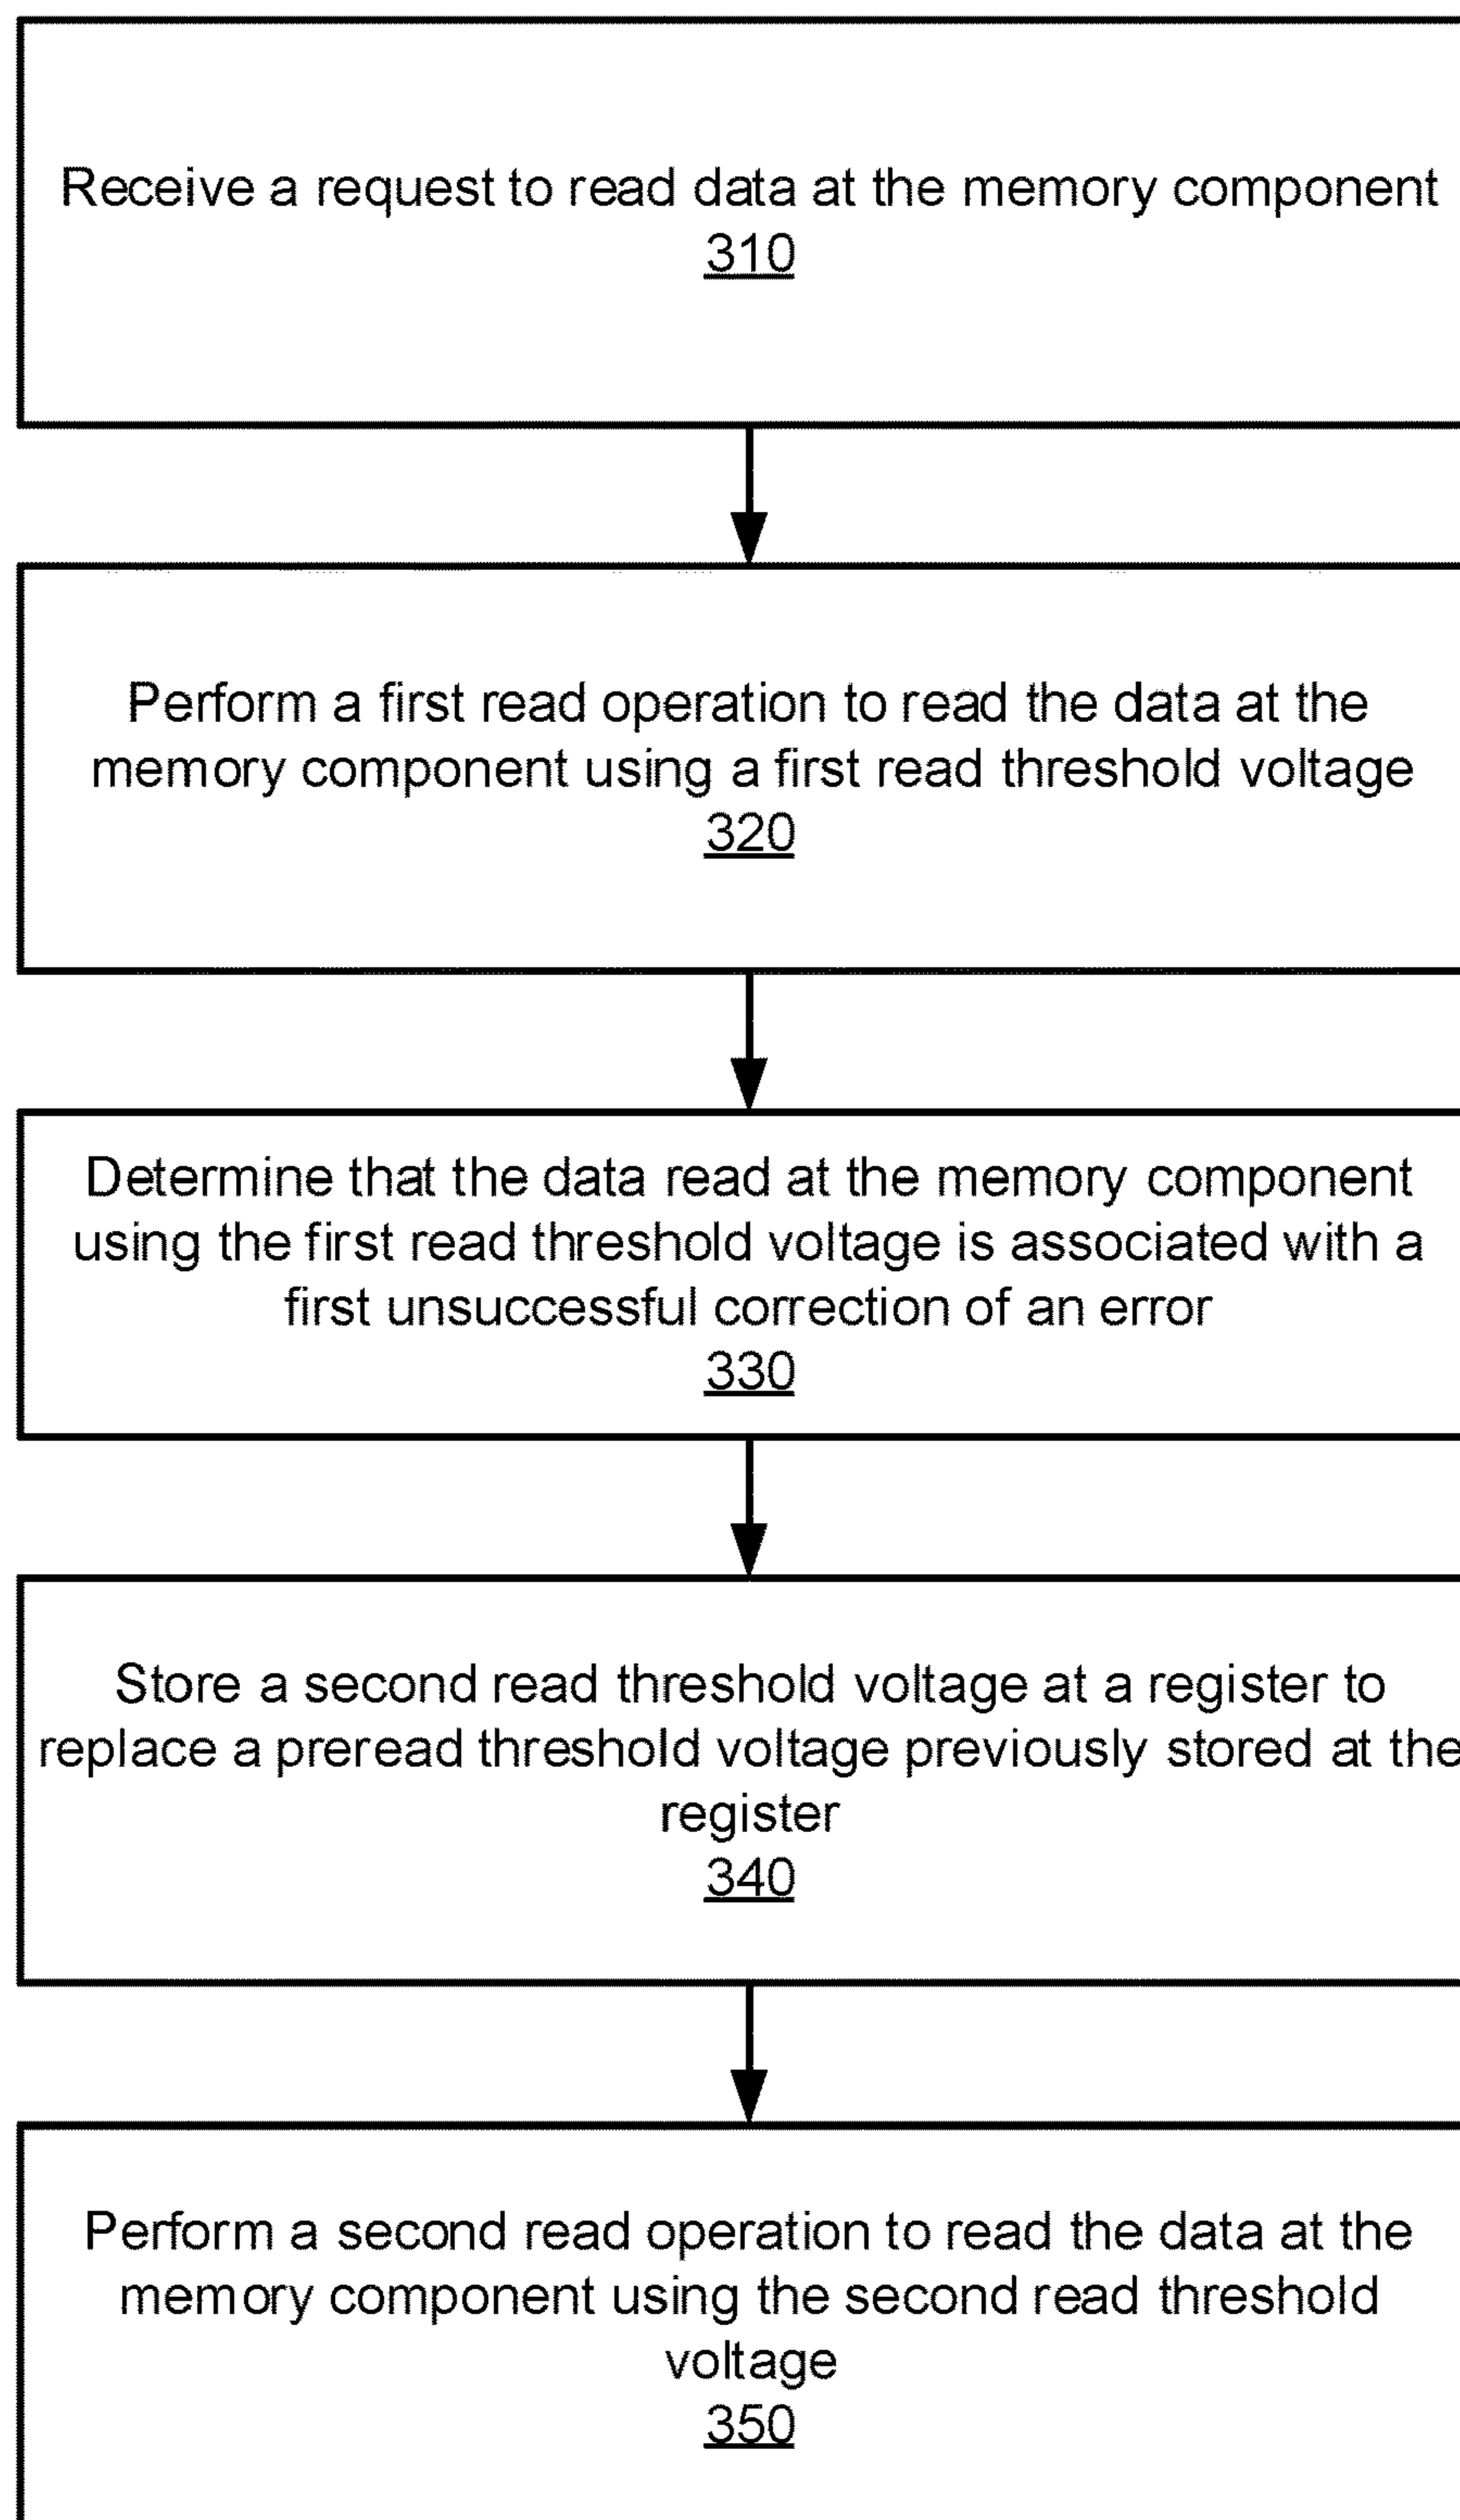 Receive a request to read data at the memory component
310
Perform a first read operation to read the data at the
memory component using a first read threshold voltage
320
Determine that the data read at the memory component
using the first read threshold voltage is associated with a
first unsuccessful correction of an error
330
Store a second read threshold voltage at a register to
replace a preread threshold voltage previously stored at the
register
340
Perform a second read operation to read the data at the
memory component using the second read threshold
voltage
350